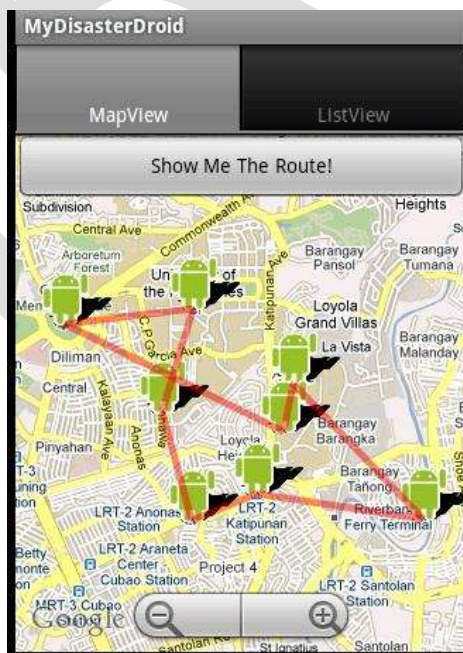 MyDisasterDroid
MapView
ListView
Show Me The Route!
Subdivision
Heights
Central Ave
Commonwealth
Katipunan Ave
Arboretum
Forest
Barangay
Pansol
Barangay
Tumana
of
the
Loyola
Grand Villas
La Vista
Barangay
Malanday
C.P. Garcia Ave
Diliman
Central
Kalayaan Ave
Anonas
Pinyahan
Barangay
Barangka
Barangay
Tañong
LRT-2 Anonas
Station
LRT-2
Katipunan
Station
Ferry Terminal
LRT-2 Araneta
Center
Cubao Station
Project 4
LRT-2 Santolan
Station
MRT-3 Cubao
Station
Google
St Ignatius
Santolan